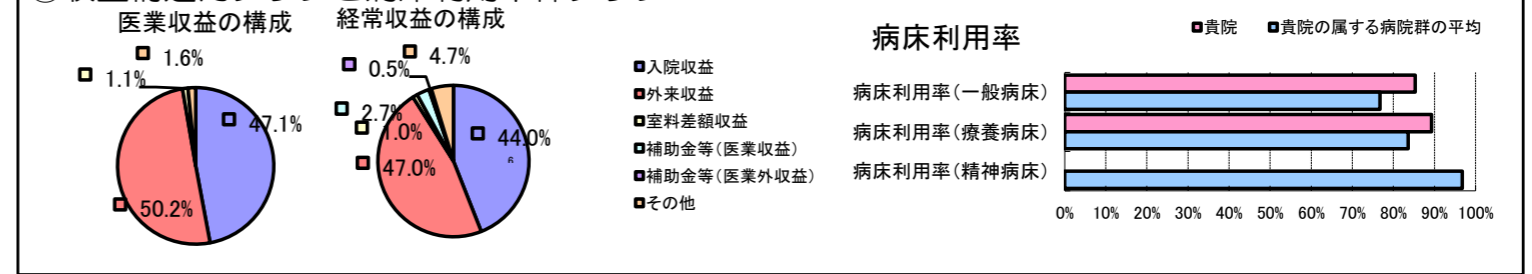 医業収益の構成
1.6%
1.1%
47.1%
50.2%
経常収益の構成
4.7%
0.5%
2.7%
1.0%
44.0%
47.0%
入院収益
外来収益
室料差額収益
補助金等(医業収益)
補助金等(医業外収益)
その他
病床利用率
貴院
貴院の属する病院群の平均
病床利用率(一般病床)
病床利用率(療養病床)
病床利用率(精神病床)
0% 10% 20% 30% 40% 50% 60% 70% 80% 90% 100%